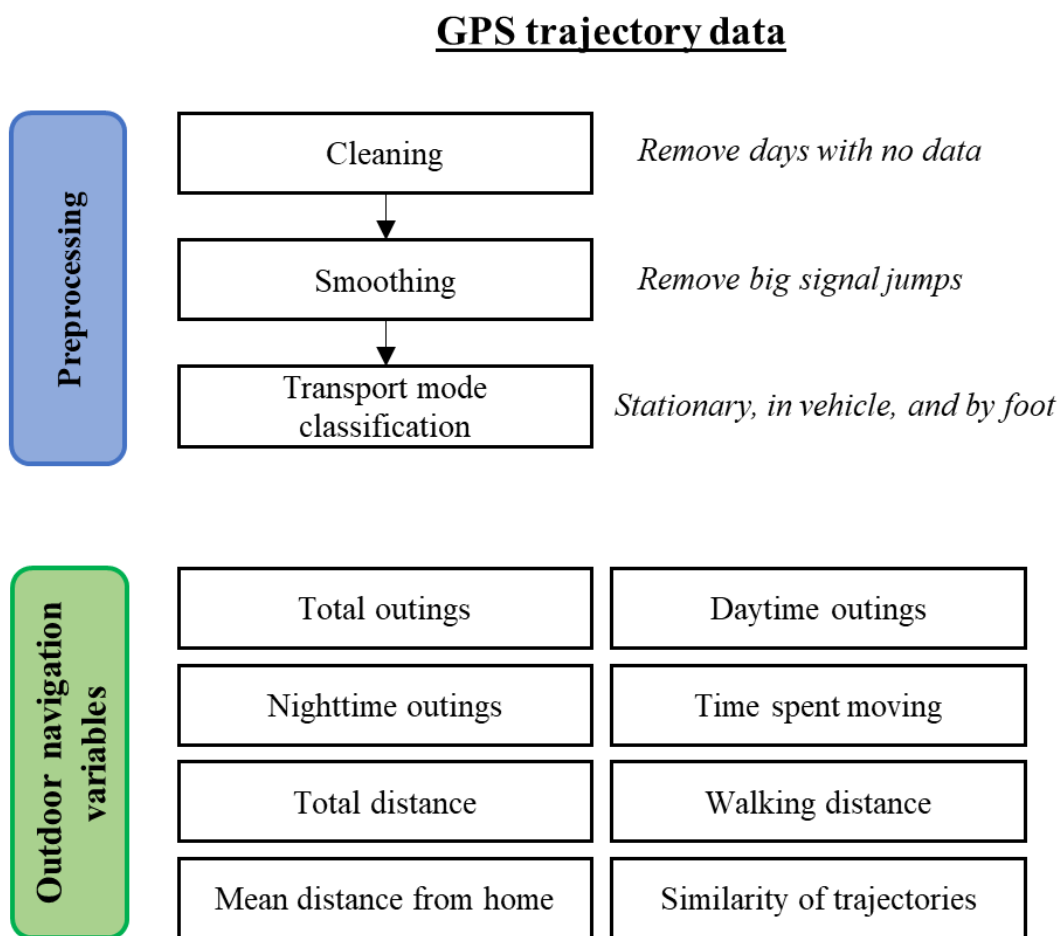 GPS trajectory data
Preprocessing
Cleaning
Remove days with no data
Smoothing
Remove big signal jumps
Transport mode
classification
Stationary, in vehicle, and by foot
Outdoor navigation
variables
Total outings
Daytime outings
Nighttime outings
Time spent moving
Total distance
Walking distance
Mean distance from home
Similarity of trajectories